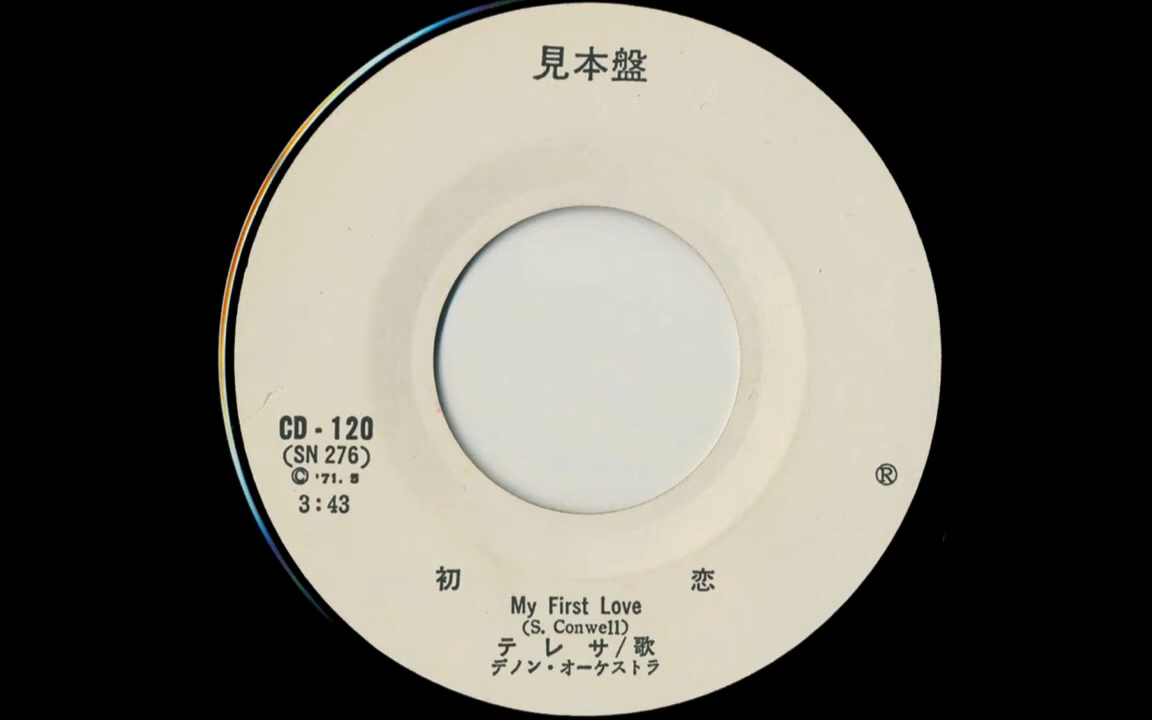 見本盤
CD - 120
(SN 276)
© '71. 5
3:43
®
初 恋
My First Love
(S. Conwell)
テ レ サ / 歌
デノン・オーケストラ